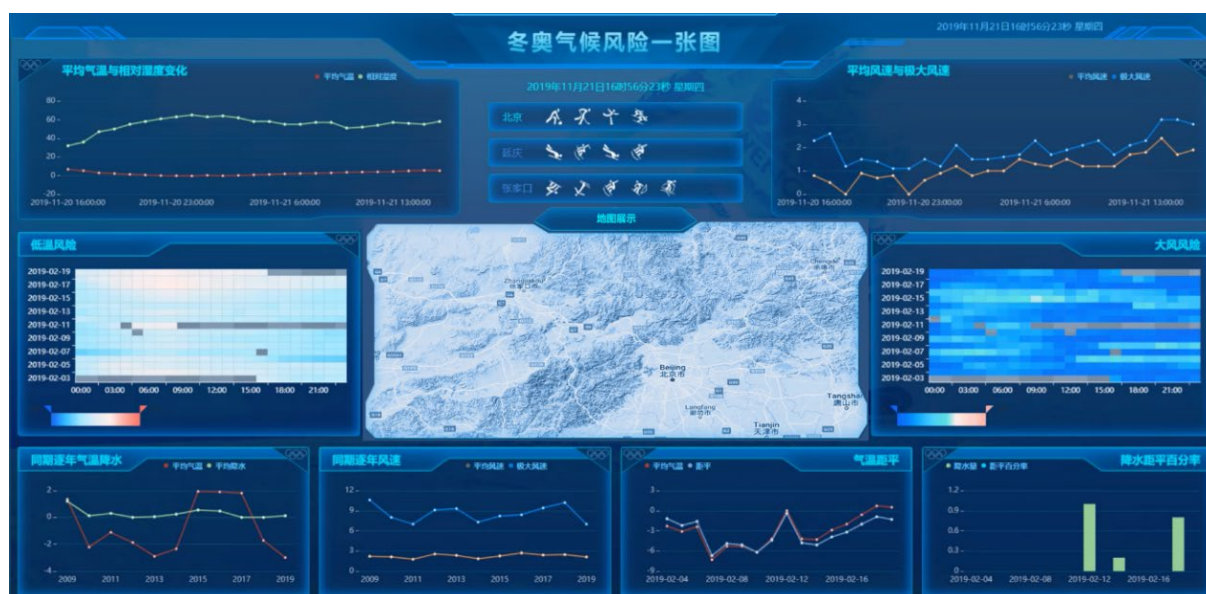 冬奥气候风险一张图
2019年11月21日16时56分23秒 星期四
平均气温与相对湿度变化
平均气温 相对湿度
80
60
40
20
0
-20
2019-11-20 16:00:00 2019-11-20 23:00:00 2019-11-21 6:00:00 2019-11-21 13:00:00
2019年11月21日16时56分23秒 星期四
北京
延庆
张家口
平均风速与极大风速
平均风速 极大风速
4
3
2
1
0
2019-11-20 16:00:00 2019-11-20 23:00:00 2019-11-21 6:00:00 2019-11-21 13:00:00
低温风险
2019-02-19
2019-02-17
2019-02-15
2019-02-13
2019-02-11
2019-02-09
2019-02-07
2019-02-05
2019-02-03
00:00 03:00 06:00 09:00 12:00 15:00 18:00 21:00
地图展示
Zhangjiakou
张家口市
Chengde
承德市
Beijing
北京市
Langfang
廊坊市
Tangshan
唐山市
Tianjin
天津市
大风风险
2019-02-19
2019-02-17
2019-02-15
2019-02-13
2019-02-11
2019-02-09
2019-02-07
2019-02-05
2019-02-03
00:00 03:00 06:00 09:00 12:00 15:00 18:00 21:00
同期逐年气温降水
平均气温 平均降水
2
0
-2
-4
2009 2011 2013 2015 2017 2019
同期逐年风速
平均风速 极大风速
12
9
6
3
0
2009 2011 2013 2015 2017 2019
气温距平
平均气温 距平
3
0
-3
-6
-9
2019-02-04 2019-02-08 2019-02-12 2019-02-16
降水距平百分率
降水量 距平百分率
1.2
0.9
0.6
0.3
0
2019-02-04 2019-02-08 2019-02-12 2019-02-16